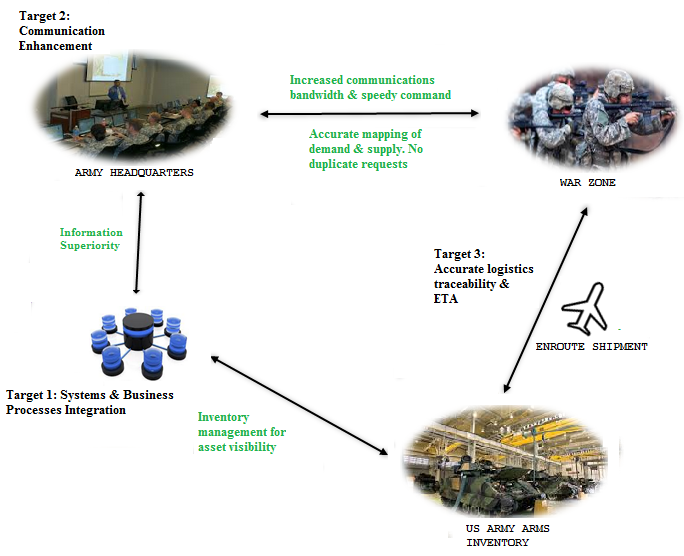 Target 2:
Communication
Enhancement
Increased communications
bandwidth & speedy command
Accurate mapping of
demand & supply. No
duplicate requests
ARMY HEADQUARTERS
WAR ZONE
Information
Superiority
Target 3:
Accurate logistics
traceability &
ETA
ENROUTE SHIPMENT
Target 1: Systems & Business
Processes Integration
Inventory
management for
asset visibility
US ARMY ARMS
INVENTORY